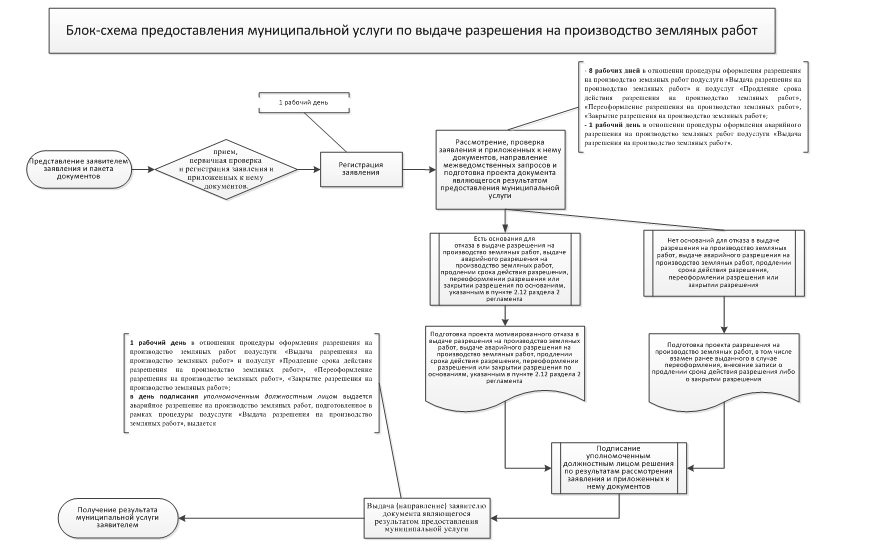 Блок-схема предоставления муниципальной услуги по выдаче разрешения на производство земляных работ
- 8 рабочих дней в отношении процедуры оформления разрешения
на производство земляных работ подуслуги «Выдача разрешения на
производство земляных работ» и подуслуг «Продление срока
действия разрешения на производство земляных работ»,
«Переоформление разрешения на производство земляных работ»,
«Закрытие разрешения на производство земляных работ»;
- 1 рабочий день в отношении процедуры оформления аварийного
разрешения на производство земляных работ подуслуги «Выдача
разрешения на производство земляных работ».
1 рабочий день
Представление заявителем
заявления и пакета
документов
прием,
первичная проверка
и регистрация заявления и
приложенных к нему
документов.
Регистрация
заявления
Рассмотрение, проверка
заявления и приложенных к нему
документов, направление
межведомственных запросов и
подготовка проекта документа
являющегося результатом
предоставления муниципальной
услуги
Есть основания для
отказа в выдаче разрешения на
производство земляных работ, выдаче
аварийного разрешения на
производство земляных работ,
продлении срока действия разрешения,
переоформлении разрешения или
закрытии разрешения по основаниям,
указанным в пункте 2.12 раздела 2
регламента
Нет оснований для отказа в выдаче
разрешения на производство земляных
работ, выдаче аварийного разрешения на
производство земляных работ, продлении
срока действия разрешения,
переоформлении разрешения или
закрытии разрешения
Подготовка проекта мотивированного отказа в
выдаче разрешения на производство земляных
работ, выдаче аварийного разрешения на
производство земляных работ, продлении
срока действия разрешения, переоформлении
разрешения или закрытии разрешения по
основаниям, указанным в пункте 2.12 раздела 2
регламента
Подготовка проекта разрешения на
производство земляных работ, в том числе
взамен ранее выданного в случае
переоформления, внесение записи о
продлении срока действия разрешения либо
о закрытии разрешения
1 рабочий день в отношении процедуры оформления разрешения на
производство земляных работ подуслуги «Выдача разрешения на
производство земляных работ» и подуслуг «Продление срока действия
разрешения на производство земляных работ», «Переоформление
разрешения на производство земляных работ», «Закрытие разрешения на
производство земляных работ»;
в день подписания уполномоченным должностным лицом выдается
аварийное разрешение на производство земляных работ, подготовленное в
рамках процедуры подуслуги «Выдача разрешения на производство
земляных работ», выдается
Подписание
уполномоченным
должностным лицом решения
по результатам рассмотрения
заявления и приложенных к
нему документов
Выдача (направление) заявителю
документа являющегося
результатом предоставления
муниципальной услуги
Получение результата
муниципальной услуги
заявителем